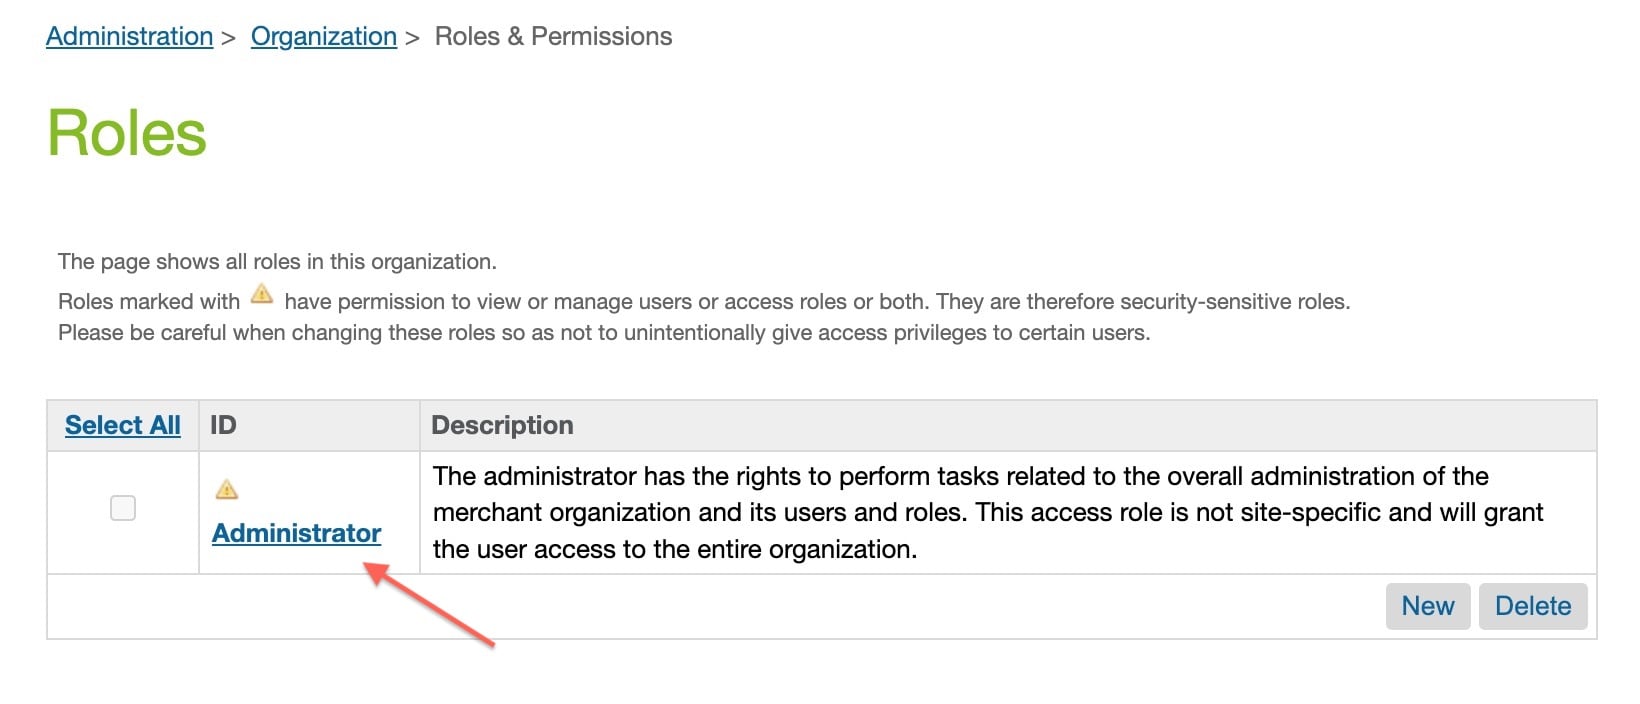 Administration > Organization > Roles & Permissions
Roles
The page shows all roles in this organization.
Roles marked with have permission to view or manage users or access roles or both. They are therefore security-sensitive roles.
Please be careful when changing these roles so as not to unintentionally give access privileges to certain users.
Select All ID Description
Administrator
The administrator has the rights to perform tasks related to the overall administration of the
merchant organization and its users and roles. This access role is not site-specific and will grant
the user access to the entire organization.
New Delete